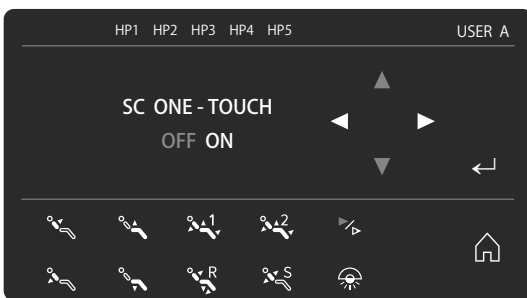 HP1 HP2 HP3 HP4 HP5 USER A
SC ONE - TOUCH
OFF ON
1 2
R S